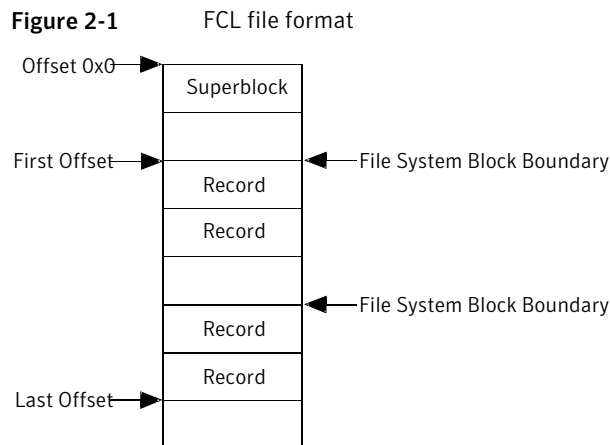 Figure 2-1 FCL file format
Offset 0x0
Superblock
First Offset
File System Block Boundary
Record
Record
File System Block Boundary
Record
Record
Last Offset